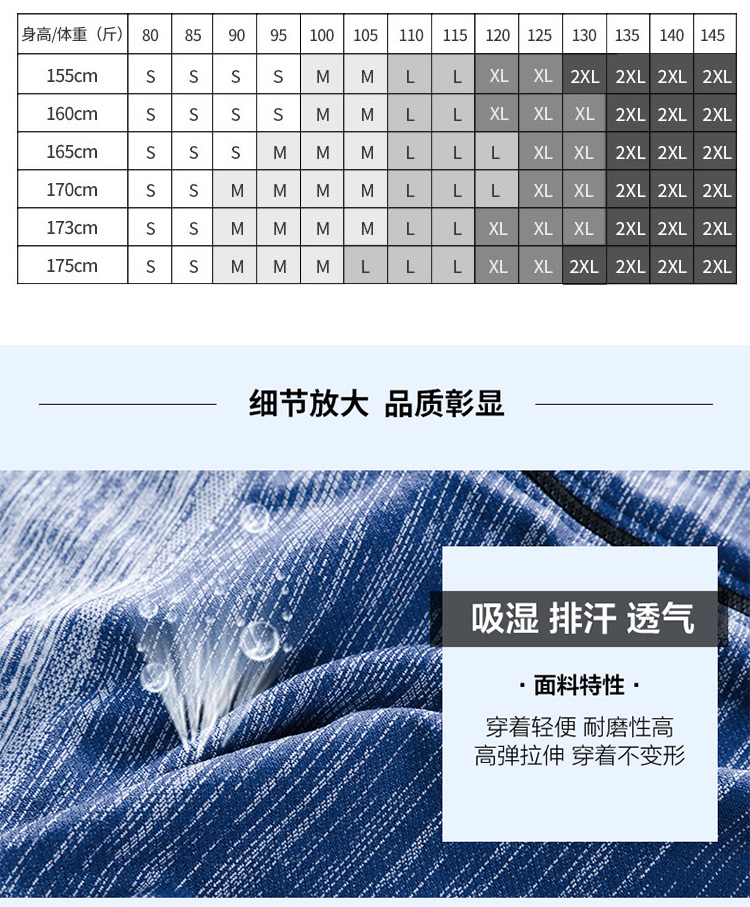 身高/体重（斤） 80 85 90 95 100 105 110 115 120 125 130 135 140 145
155cm S S S S M M L L XL XL 2XL 2XL 2XL 2XL
160cm S S S S M M L L XL XL XL 2XL 2XL 2XL
165cm S S S M M M L L L XL XL 2XL 2XL 2XL
170cm S S M M M M L L L XL XL 2XL 2XL 2XL
173cm S S M M M M L L XL XL XL 2XL 2XL 2XL
175cm S S M M M L L L XL XL 2XL 2XL 2XL 2XL
细节放大 品质彰显
吸湿 排汗 透气
· 面料特性 ·
穿着轻便 耐磨性高
高弹拉伸 穿着不变形